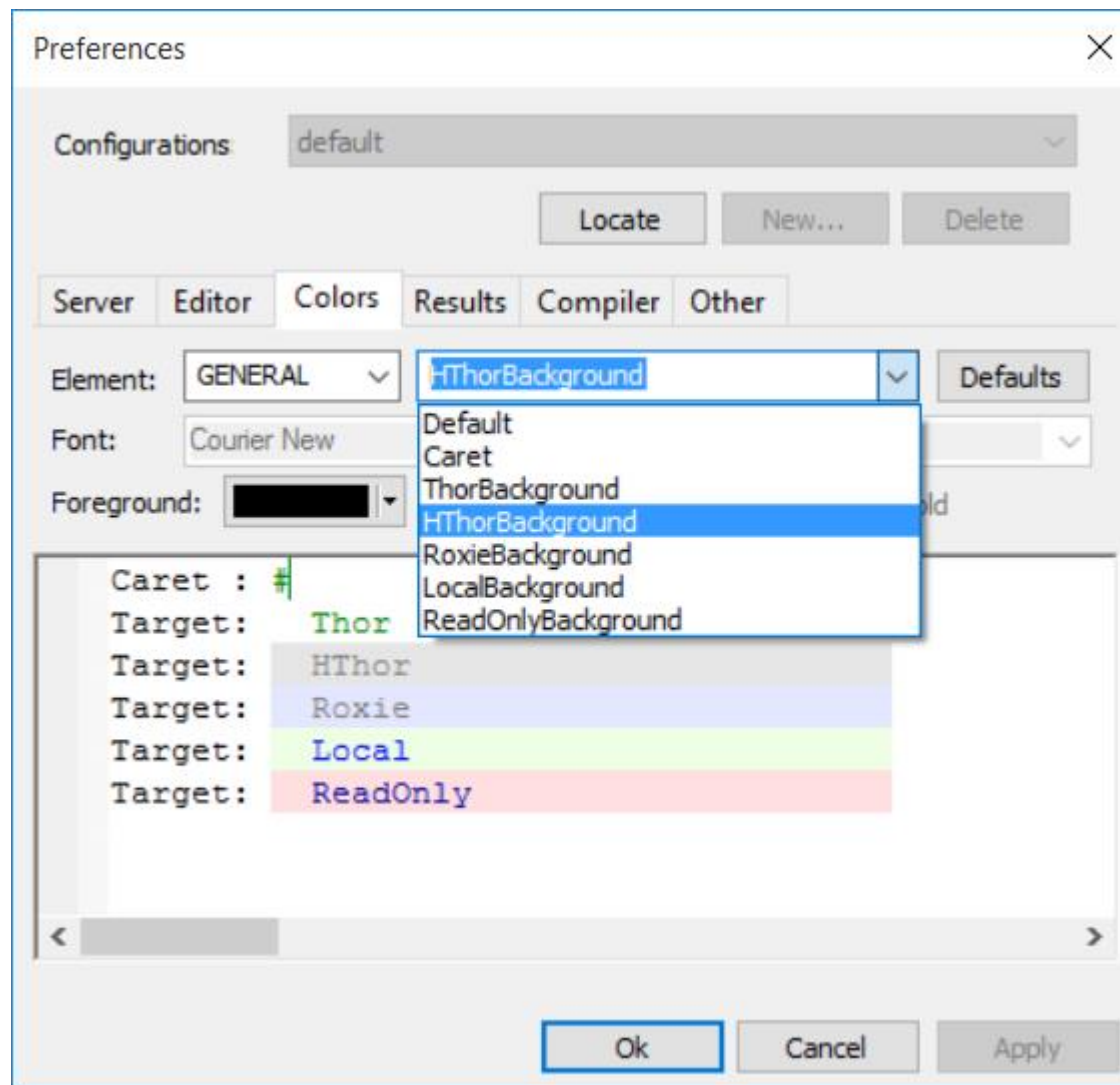 Preferences
Configurations default
Locate New... Delete
Server Editor Colors Results Compiler Other
Element: GENERAL HThorBackground Defaults
Default
Font: Courier New
Caret
ThorBackground
Foreground:
HThorBackground
RoxieBackground
LocalBackground
ReadOnlyBackground
Caret : #
Target: Thor
Target: HThor
Target: Roxie
Target: Local
Target: ReadOnly
Ok Cancel Apply